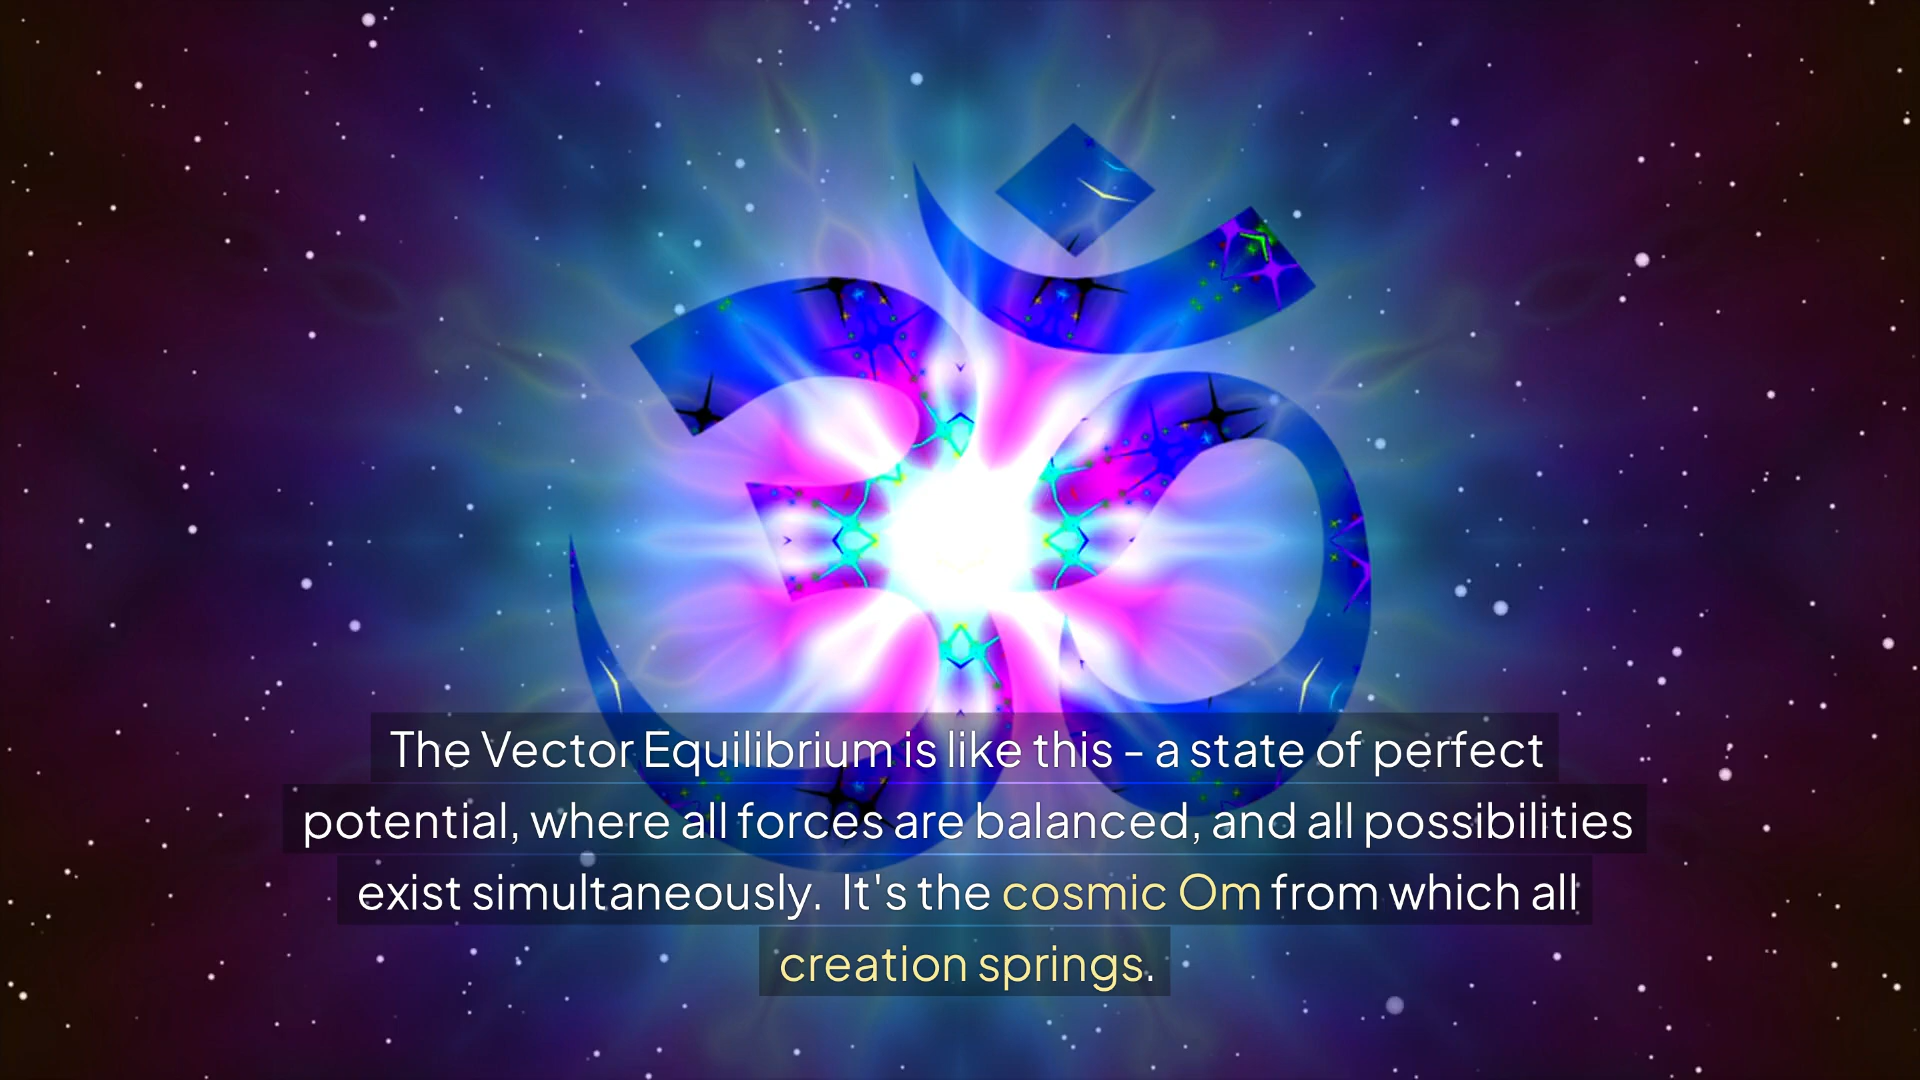 ॐ
The Vector Equilibrium is like this - a state of perfect
potential, where all forces are balanced, and all possibilities
exist simultaneously. It's the cosmic Om from which all
creation springs.